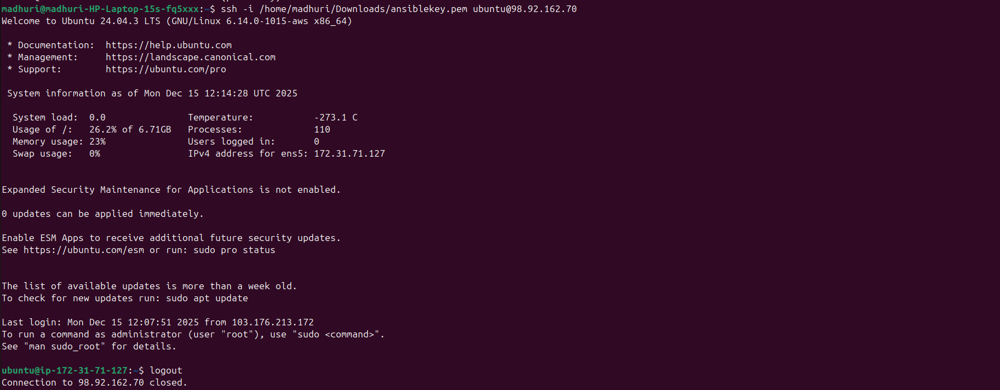 madhuri@madhuri-HP-Laptop-15s-fq5xxx:~$ ssh -i /home/madhuri/Downloads/ansiblekey.pem ubuntu@98.92.162.70
Welcome to Ubuntu 24.04.3 LTS (GNU/Linux 6.14.0-1015-aws x86_64)

 * Documentation:  https://help.ubuntu.com
 * Management:     https://landscape.canonical.com
 * Support:        https://ubuntu.com/pro

 System information as of Mon Dec 15 12:14:28 UTC 2025

  System load:  0.0               Temperature:           -273.1 C
  Usage of /:   26.2% of 6.71GB   Processes:             110
  Memory usage: 23%               Users logged in:       0
  Swap usage:   0%                IPv4 address for ens5: 172.31.71.127


Expanded Security Maintenance for Applications is not enabled.

0 updates can be applied immediately.

Enable ESM Apps to receive additional future security updates.
See https://ubuntu.com/esm or run: sudo pro status


The list of available updates is more than a week old.
To check for new updates run: sudo apt update

Last login: Mon Dec 15 12:07:51 2025 from 103.176.213.172
To run a command as administrator (user "root"), use "sudo <command>".
See "man sudo_root" for details.

ubuntu@ip-172-31-71-127:~$ logout
Connection to 98.92.162.70 closed.